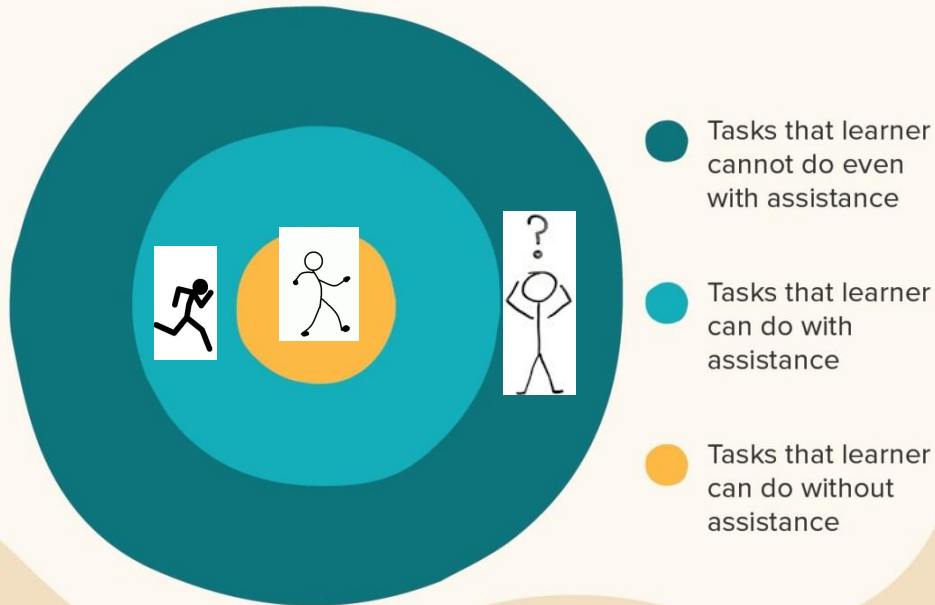 Tasks that learner
cannot do even
with assistance
?
Tasks that learner
can do with
assistance
Tasks that learner
can do without
assistance